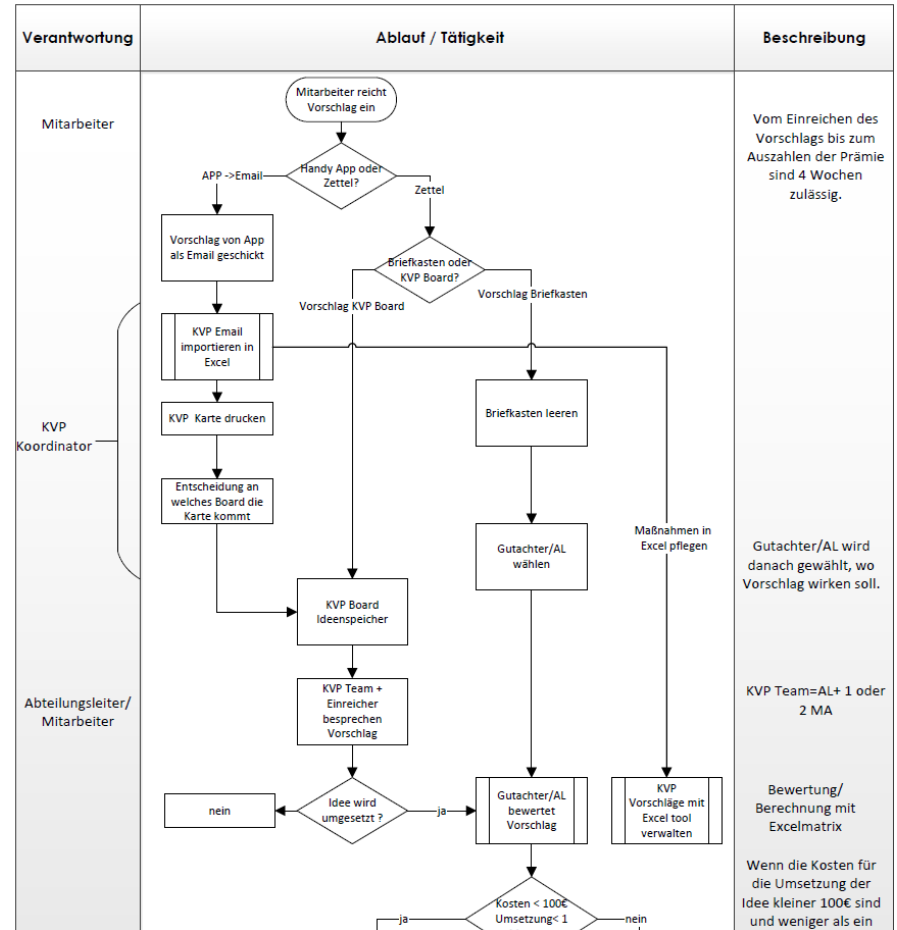 Verantwortung
Ablauf / Tätigkeit
Beschreibung
Mitarbeiter reicht
Vorschlag ein
Mitarbeiter
Vom Einreichen des
Vorschlags bis zum
Auszahlen der Prämie
sind 4 Wochen
zulässig.
Handy App oder
Zettel?
APP ->Email
Zettel
Vorschlag von App
als Email geschickt
Briefkasten oder
KVP Board?
Vorschlag KVP Board
Vorschlag Briefkasten
KVP Email
importieren in
Excel
KVP Karte drucken
Briefkasten leeren
KVP
Koordinator
Entscheidung an
welches Board die
Karte kommt
Maßnahmen in
Excel pflegen
Gutachter/AL
wählen
Gutachter/AL wird
danach gewählt, wo
Vorschlag wirken soll.
KVP Board
Ideenspeicher
Abteilungsleiter/
Mitarbeiter
KVP Team +
Einreicher
besprechen
Vorschlag
KVP Team=AL+ 1 oder
2 MA
nein
Idee wird
umgesetzt ?
ja
Gutachter/AL
bewertet
Vorschlag
KVP
Vorschläge mit
Excel tool
verwalten
Bewertung/
Berechnung mit
Excelmatrix
Wenn die Kosten für
die Umsetzung der
Idee kleiner 100€ sind
und weniger als ein
ja
Kosten < 100€
Umsetzung< 1
nein